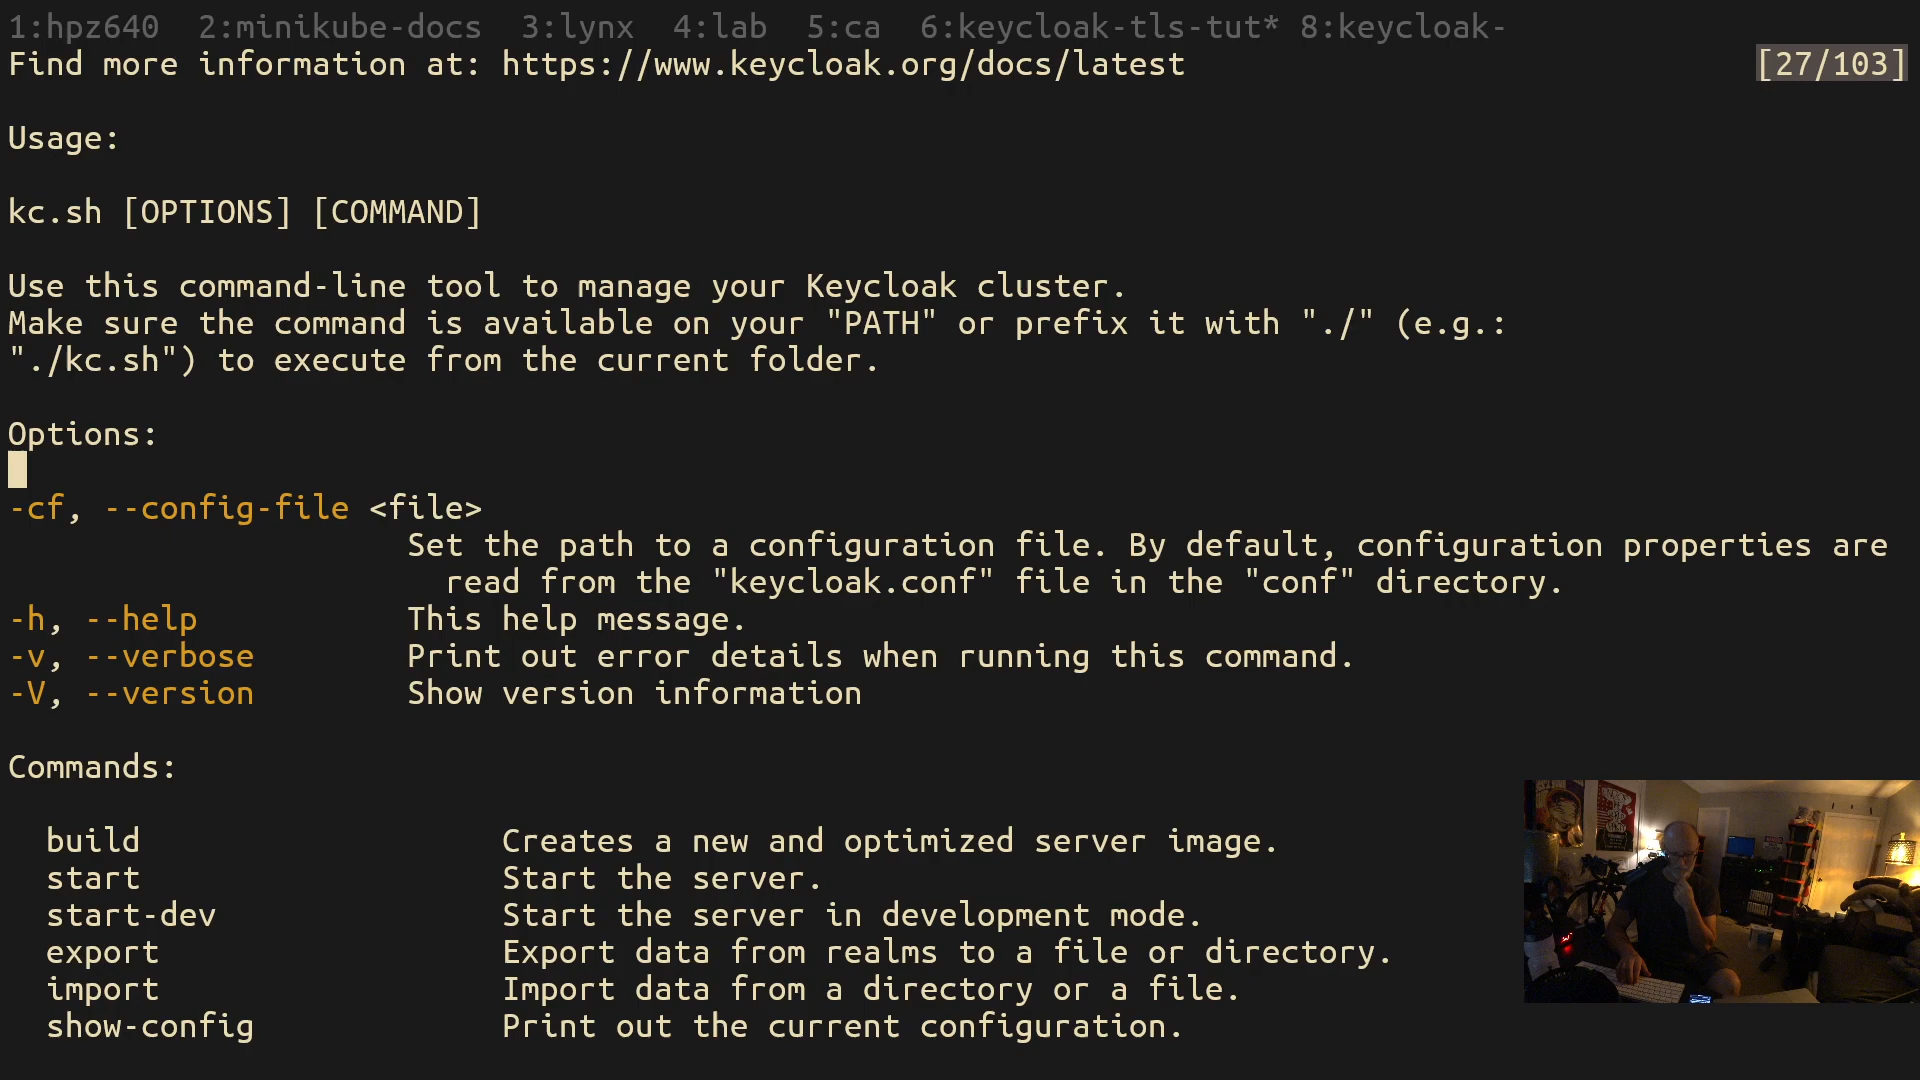 1:hpz640  2:minikube-docs  3:lynx  4:lab  5:ca  6:keycloak-tls-tut* 8:keycloak-
Find more information at: https://www.keycloak.org/docs/latest [27/103]
Usage:
kc.sh [OPTIONS] [COMMAND]
Use this command-line tool to manage your Keycloak cluster.
Make sure the command is available on your "PATH" or prefix it with "./" (e.g.:
"./kc.sh") to execute from the current folder.
Options:
-cf, --config-file <file>
Set the path to a configuration file. By default, configuration properties are
read from the "keycloak.conf" file in the "conf" directory.
-h, --help This help message.
-v, --verbose Print out error details when running this command.
-V, --version Show version information
Commands:
build Creates a new and optimized server image.
start Start the server.
start-dev Start the server in development mode.
export Export data from realms to a file or directory.
import Import data from a directory or a file.
show-config Print out the current configuration.